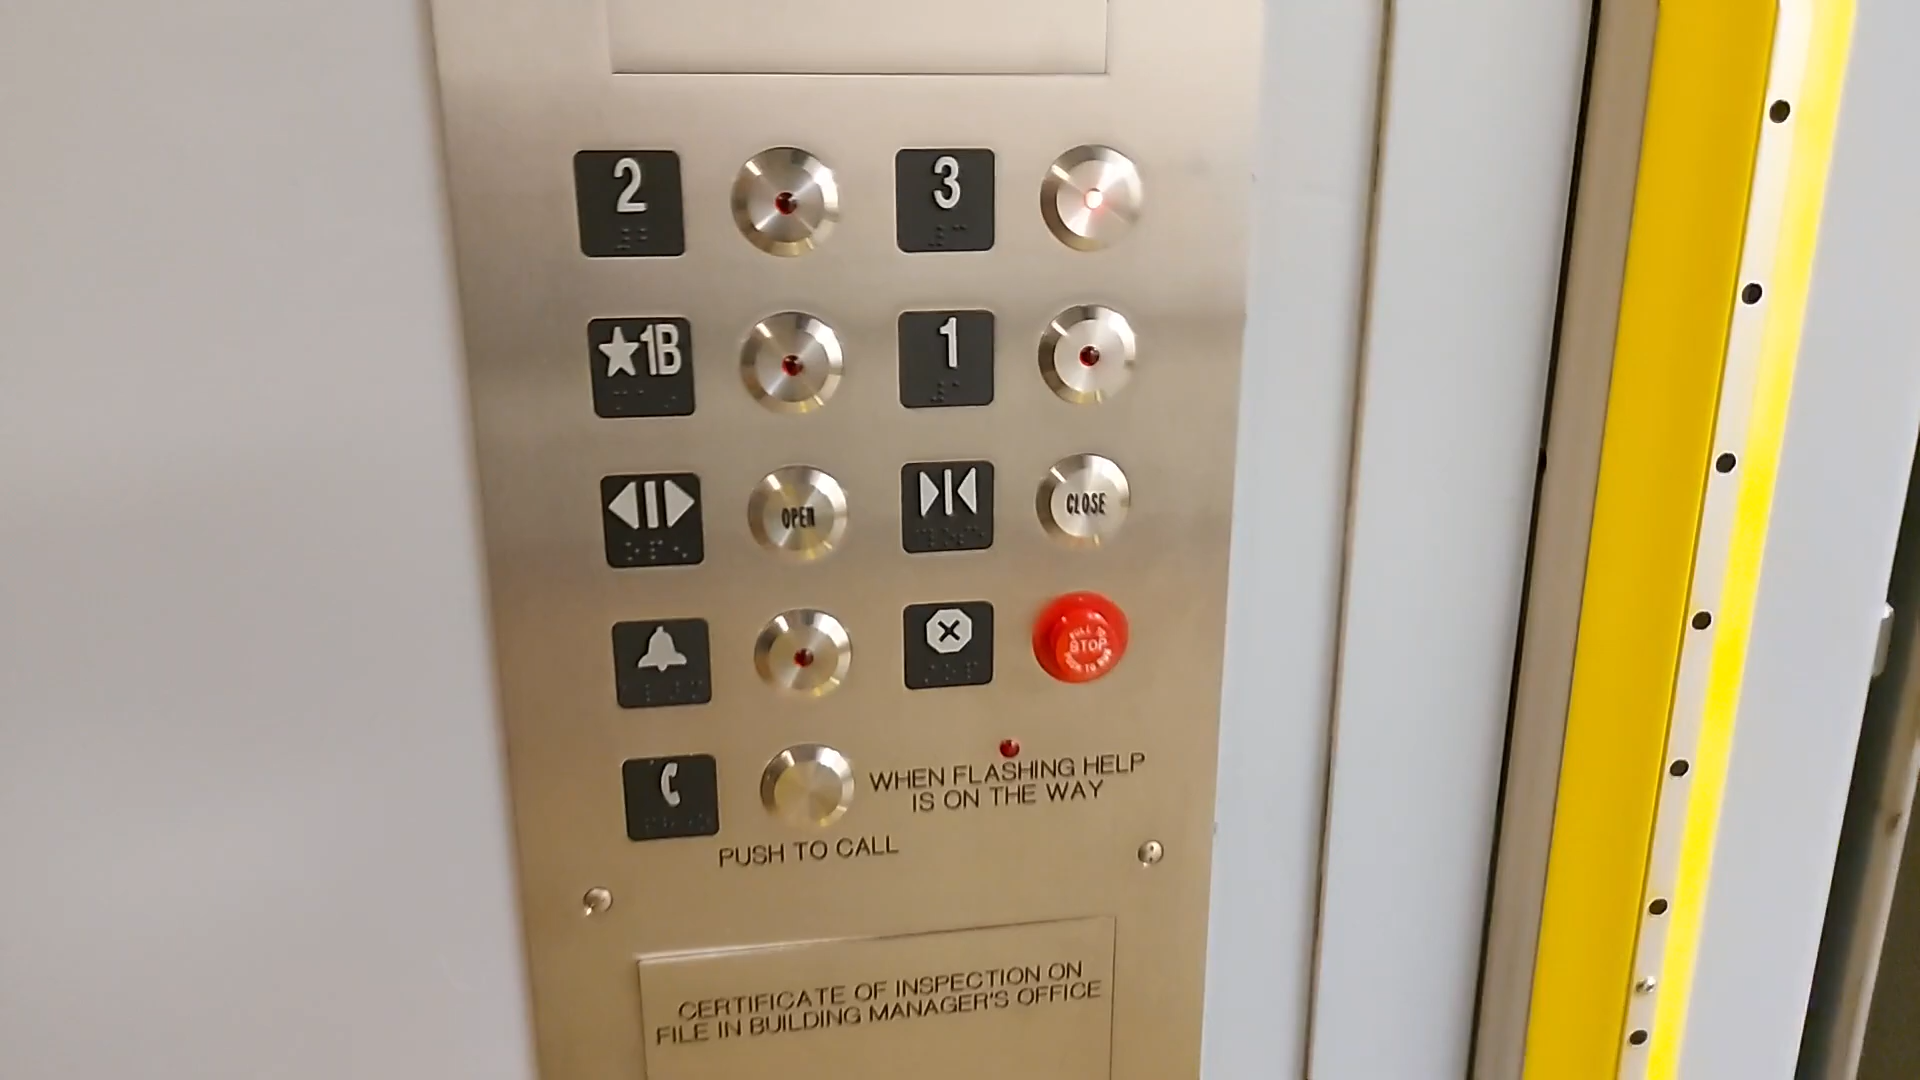 2
3
★1B
1
OPEN
CLOSE
STOP
WHEN FLASHING HELP
IS ON THE WAY
PUSH TO CALL
CERTIFICATE OF INSPECTION ON
FILE IN BUILDING MANAGER'S OFFICE